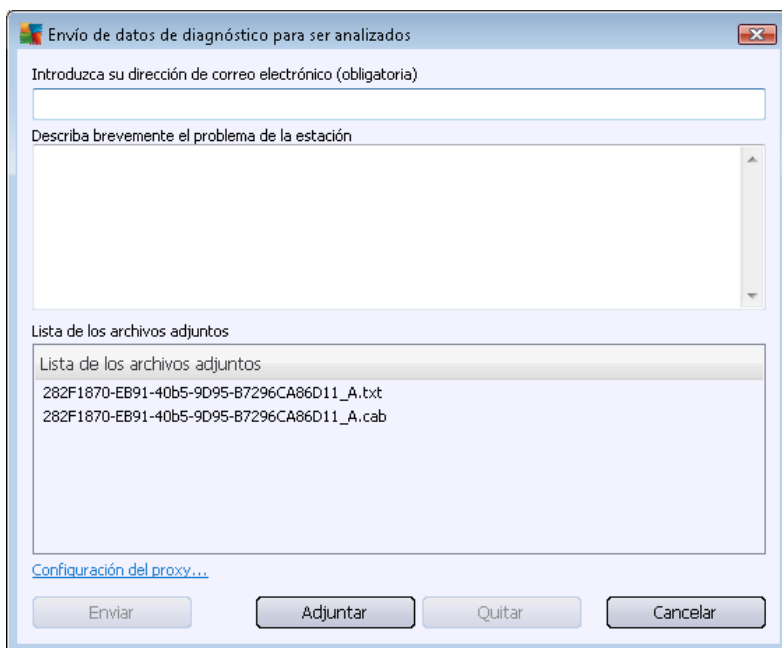 Envío de datos de diagnóstico para ser analizados
Introduzca su dirección de correo electrónico (obligatoria)
Describa brevemente el problema de la estación
Lista de los archivos adjuntos
Lista de los archivos adjuntos
282F1870-EB91-40b5-9D95-B7296CA86D11_A.txt
282F1870-EB91-40b5-9D95-B7296CA86D11_A.cab
Configuración del proxy...
Enviar Adjuntar Quitar Cancelar